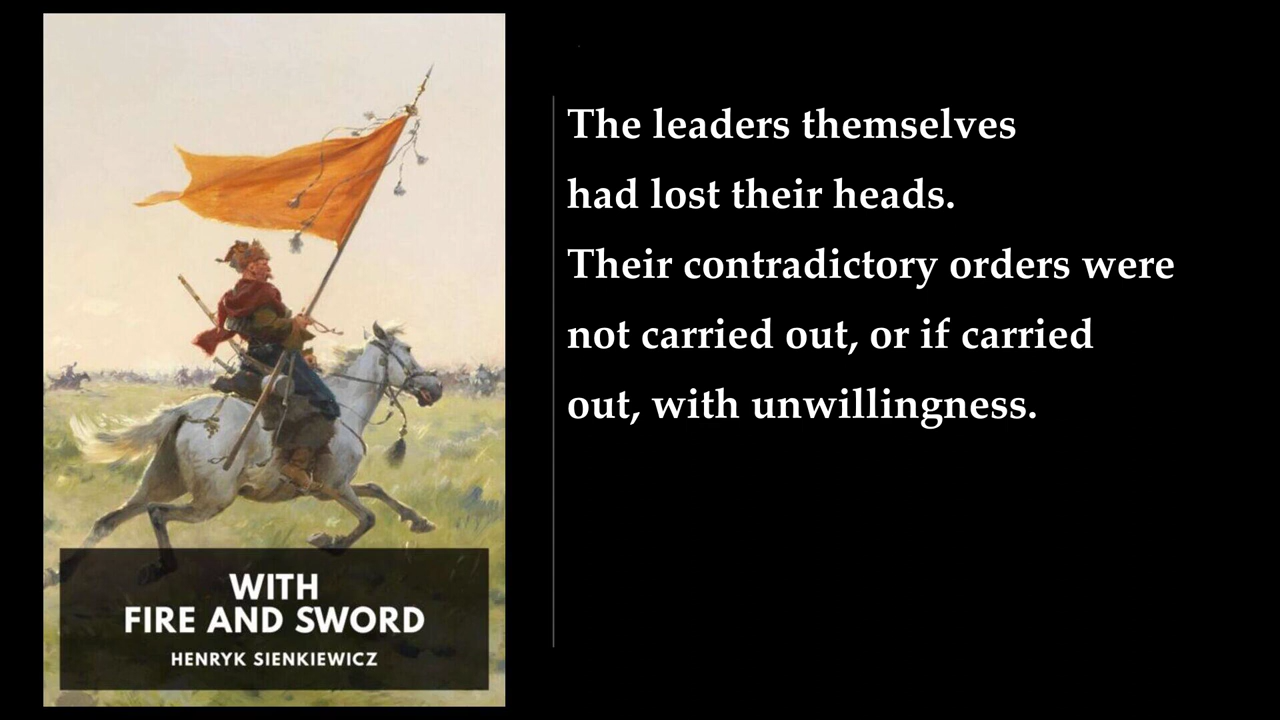 The leaders themselves
had lost their heads.
Their contradictory orders were
not carried out, or if carried
out, with unwillingness.
WITH
FIRE AND SWORD
HENRYK SIENKIEWICZ